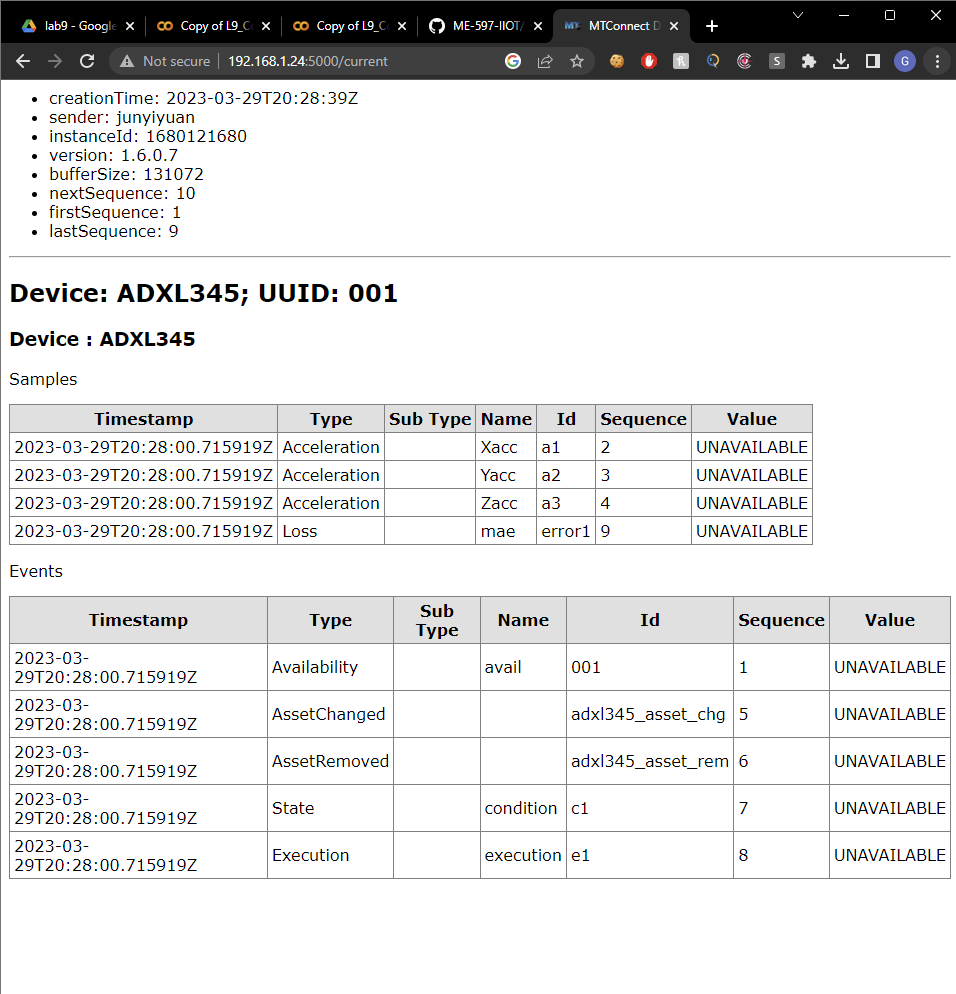 lab9 - Google
Copy of L9_C
Copy of L9_C
ME-597-IIOT/
MTConnect D
Not secure
192.168.1.24:5000/current
S
G
creationTime: 2023-03-29T20:28:39Z
sender: junyiyuan
instanceId: 1680121680
version: 1.6.0.7
bufferSize: 131072
nextSequence: 10
firstSequence: 1
lastSequence: 9
Device: ADXL345; UUID: 001
Device : ADXL345
Samples
Timestamp Type Sub Type Name Id Sequence Value
2023-03-29T20:28:00.715919Z Acceleration Xacc a1 2 UNAVAILABLE
2023-03-29T20:28:00.715919Z Acceleration Yacc a2 3 UNAVAILABLE
2023-03-29T20:28:00.715919Z Acceleration Zacc a3 4 UNAVAILABLE
2023-03-29T20:28:00.715919Z Loss mae error1 9 UNAVAILABLE
Events
Timestamp Type Sub Type Name Id Sequence Value
2023-03-29T20:28:00.715919Z Availability avail 001 1 UNAVAILABLE
2023-03-29T20:28:00.715919Z AssetChanged adxl345_asset_chg 5 UNAVAILABLE
2023-03-29T20:28:00.715919Z AssetRemoved adxl345_asset_rem 6 UNAVAILABLE
2023-03-29T20:28:00.715919Z State condition c1 7 UNAVAILABLE
2023-03-29T20:28:00.715919Z Execution execution e1 8 UNAVAILABLE